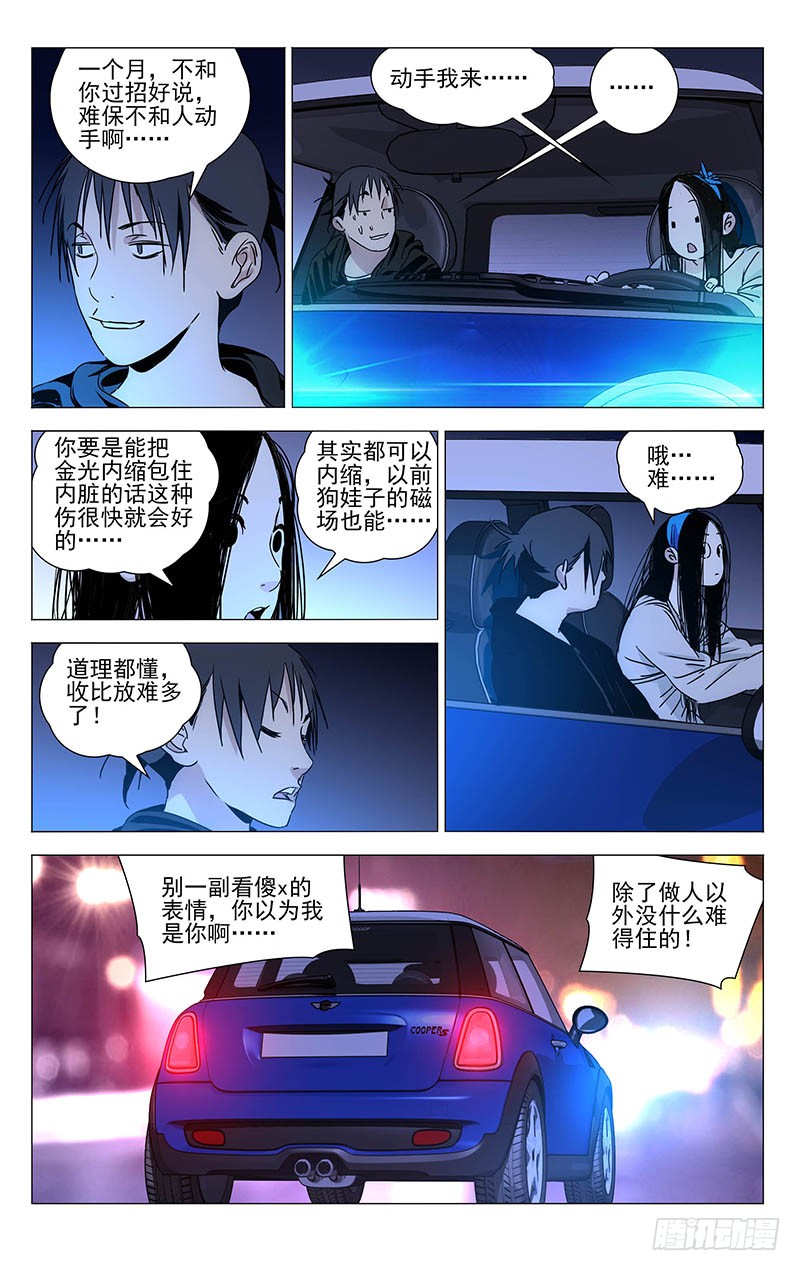 一个月，不和
你过招好说，
难保不和人动
手啊……
动手我来……
……
你要是能把
金光内缩包住
内脏的话这种
伤很快就会好
的……
其实都可以
内缩，以前
狗娃子的磁
场也能……
哦…
难……
道理都懂，
收比放难多
了！
别一副看傻x的
表情，你以为我
是你啊……
除了做人以
外没什么难
得住的！
COOPER S
腾讯动漫